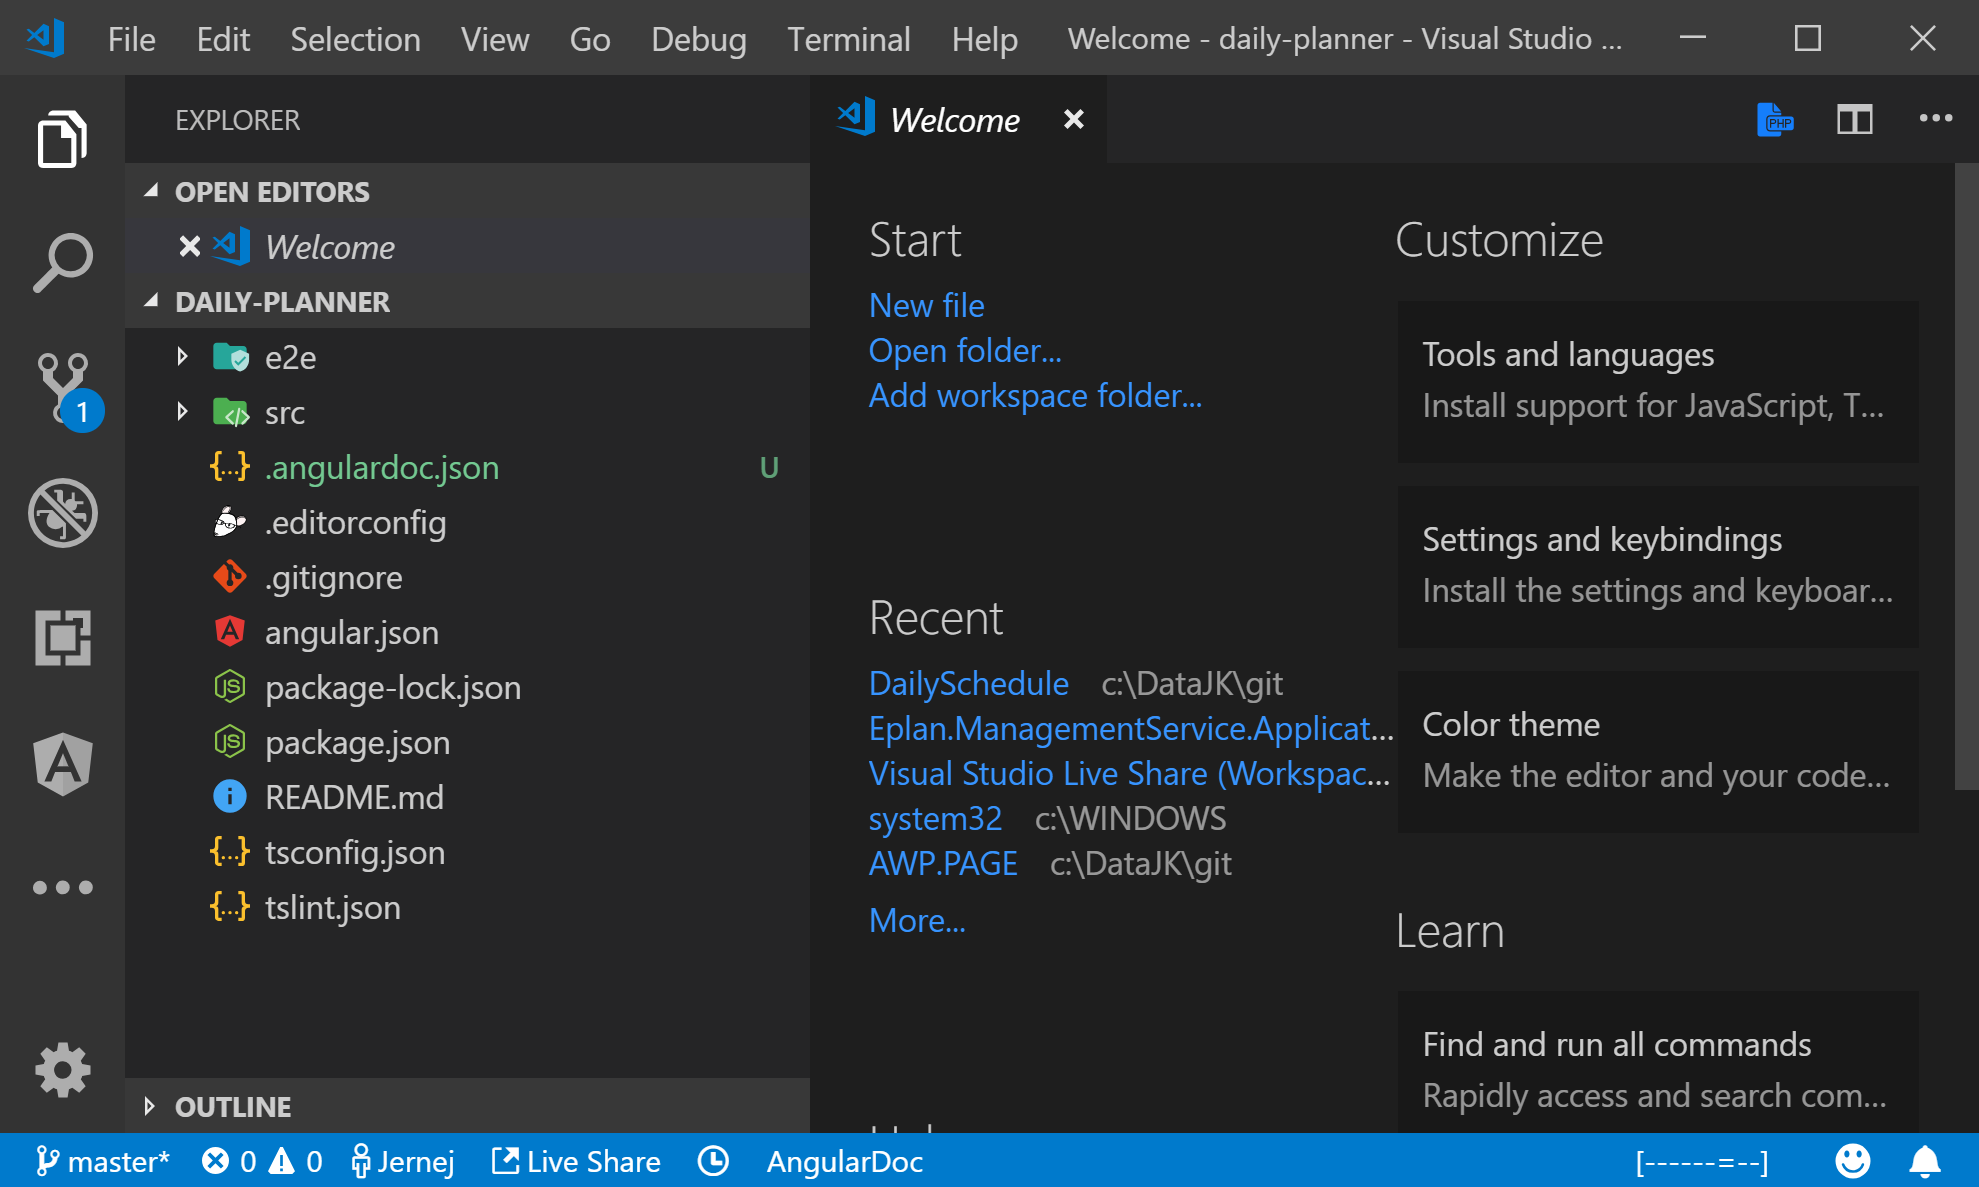 File Edit Selection View Go Debug Terminal Help Welcome - daily-planner - Visual Studio ...
EXPLORER
OPEN EDITORS
Welcome
DAILY-PLANNER
e2e
src
{...} .angulardoc.json U
.editorconfig
.gitignore
angular.json
package-lock.json
package.json
README.md
{...} tsconfig.json
{...} tslint.json
OUTLINE
1
Welcome
PHP
Start
New file
Open folder...
Add workspace folder...
Recent
DailySchedule c:\DataJK\git
Eplan.ManagementService.Applicat...
Visual Studio Live Share (Workspac...
system32 c:\WINDOWS
AWP.PAGE c:\DataJK\git
More...
Customize
Tools and languages
Install support for JavaScript, T...
Settings and keybindings
Install the settings and keyboar...
Color theme
Make the editor and your code...
Learn
Find and run all commands
Rapidly access and search com...
master* 0 0 Jernej Live Share AngularDoc [------=--]